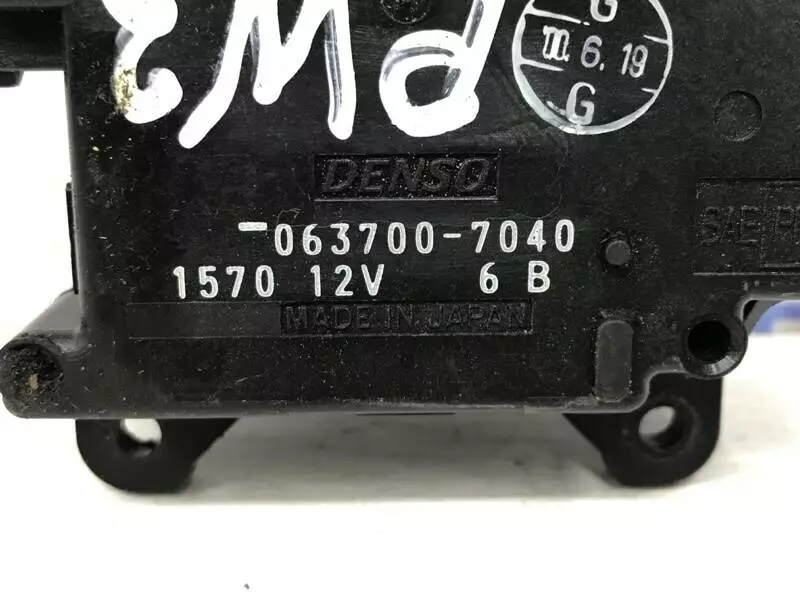 PW3
G
6.19
G
DENSO
-063700-7040
1570 12V 6 B
MADE IN JAPAN